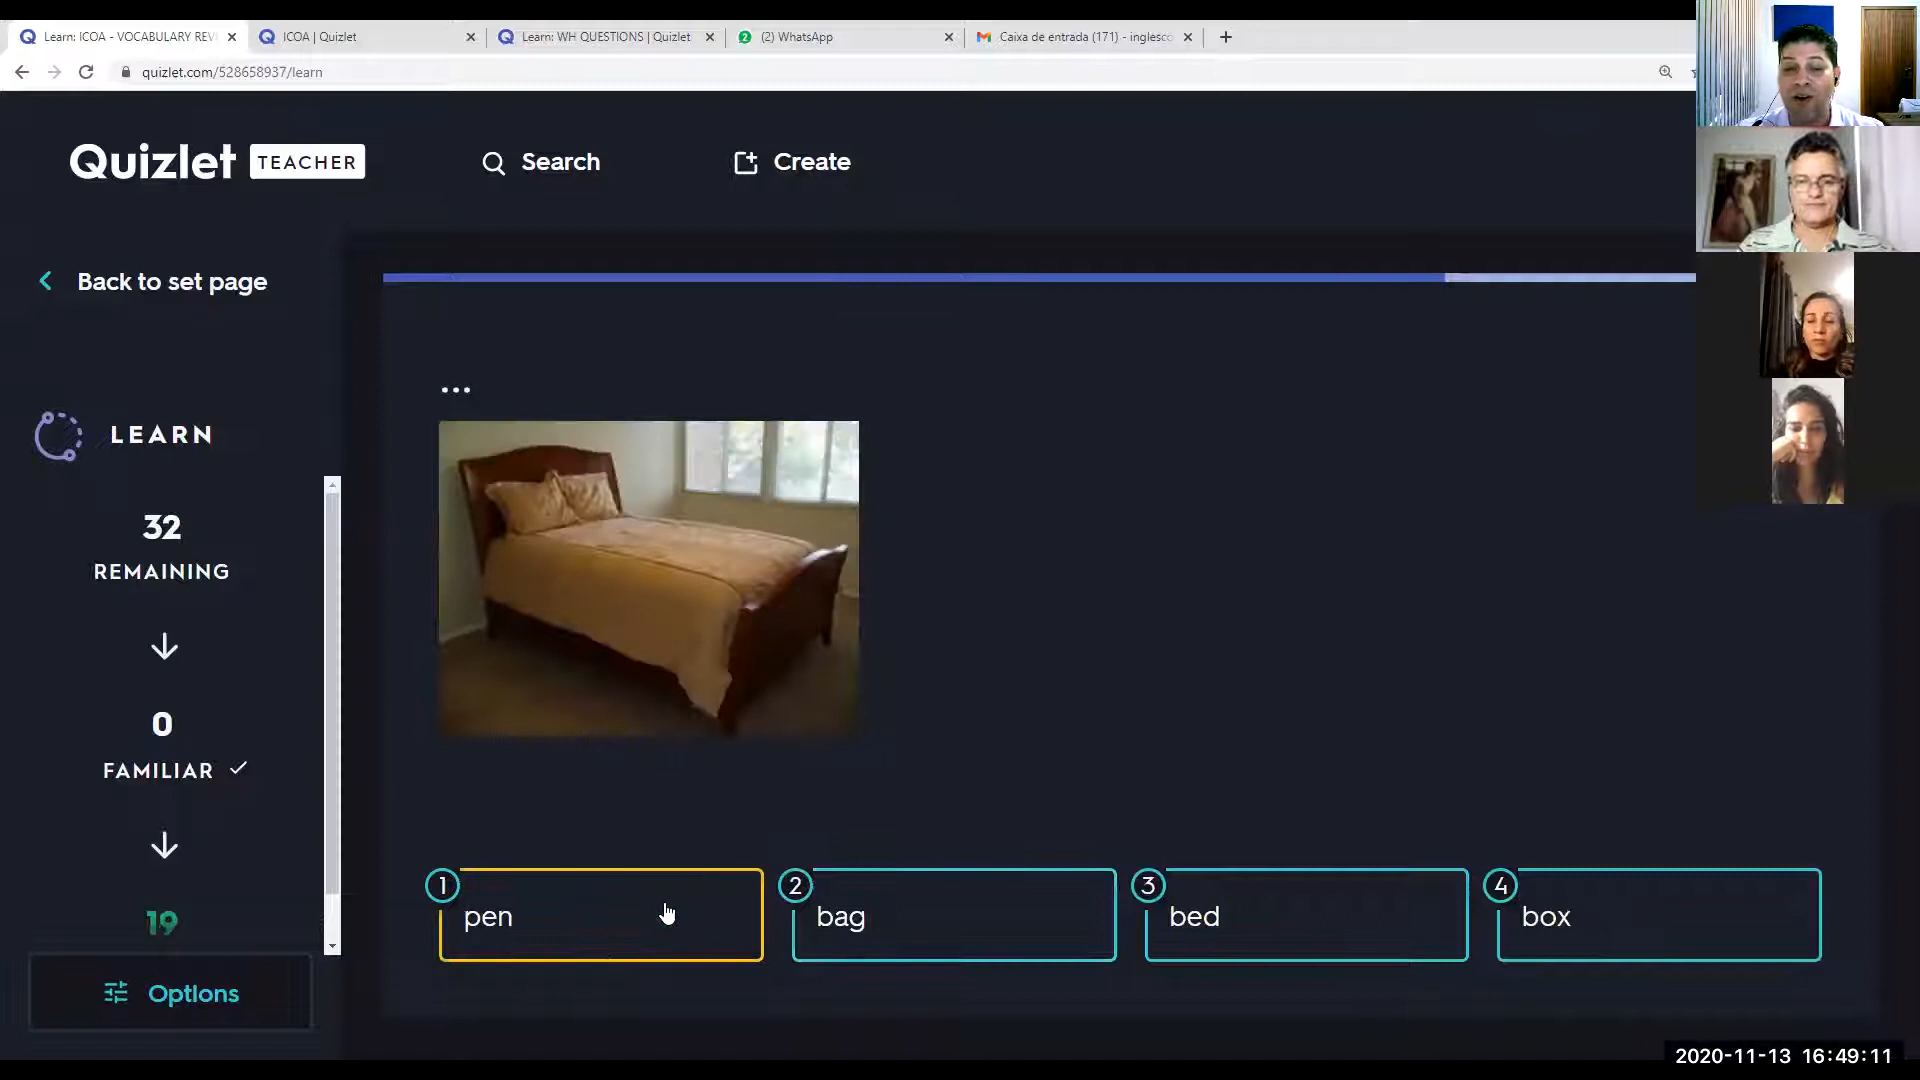 Learn: ICOA - VOCABULARY REV
ICOA | Quizlet
Learn: WH QUESTIONS | Quizlet
2
(2) WhatsApp
Caixa de entrada (171) - inglesco
quizlet.com/528658937/learn
Quizlet TEACHER
Search
Create
Back to set page
...
LEARN
32
REMAINING
0
FAMILIAR
19
Options
1
pen
2
bag
3
bed
4
box
2020-11-13 16:49:11